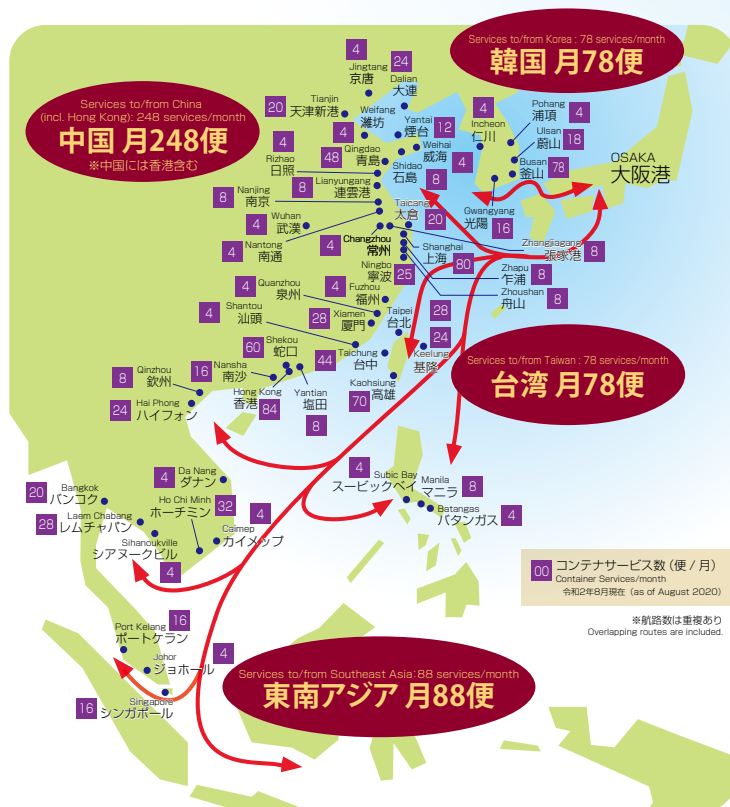 Services to/from Korea : 78 services/month
韓国 月78便
Services to/from China
(incl. Hong Kong): 248 services/month
中国 月248便
※中国には香港含む
4
Jingtang
京唐
24
Dalian
大連
20
Tianjin
天津新港
Weifang
濰坊
4
Yantai
煙台
12
Weihai
威海
4
4
Incheon
仁川
Pohang
浦項
4
Ulisan
蔚山
18
Busan
釜山
78
OSAKA
大阪港
4
Rizhao
日照
48
Qingdao
青島
Shidao
石島
8
8
Lianyungang
連雲港
8
Nanjing
南京
Taicang
太倉
20
Gwangyang
光陽
16
4
Wuhan
武漢
4
Nantong
南通
4
Changzhou
常州
Shanghai
上海
80
Zhangjiagang
張家港
8
Ningbo
寧波
25
Zhapu
乍浦
8
Zhoushan
舟山
8
4
Quanzhou
泉州
4
Fuzhou
福州
4
Shantou
汕頭
28
Xiamen
厦門
Taipei
台北
28
24
Keelung
基隆
60
Shekou
蛇口
44
Taichung
台中
Services to/from Taiwan : 78 services/month
台湾 月78便
8
Qinzhou
欽州
16
Nansha
南沙
Hong Kong
香港
84
Yantian
塩田
8
Kaohsiung
高雄
70
24
Hai Phong
ハイフォン
4
Da Nang
ダナン
4
Subic Bay
スービックベイ
Manila
マニラ
8
Batangas
バタンガス
4
20
Bangkok
バンコク
Ho Chi Minh
ホーチミン
32
28
Laem Chabang
レムチャバン
4
Caimep
カイメップ
Sihanoukville
シアヌークビル
4
00
コンテナサービス数(便 / 月)
Container Services/month
令和2年8月現在 (as of August 2020)
※航路数は重複あり
Overlapping routes are included.
Port Kelang
ポートケラン
16
Johor
ジョホール
4
Singapore
シンガポール
16
Services to/from Southeast Asia:88 services/month
東南アジア 月88便